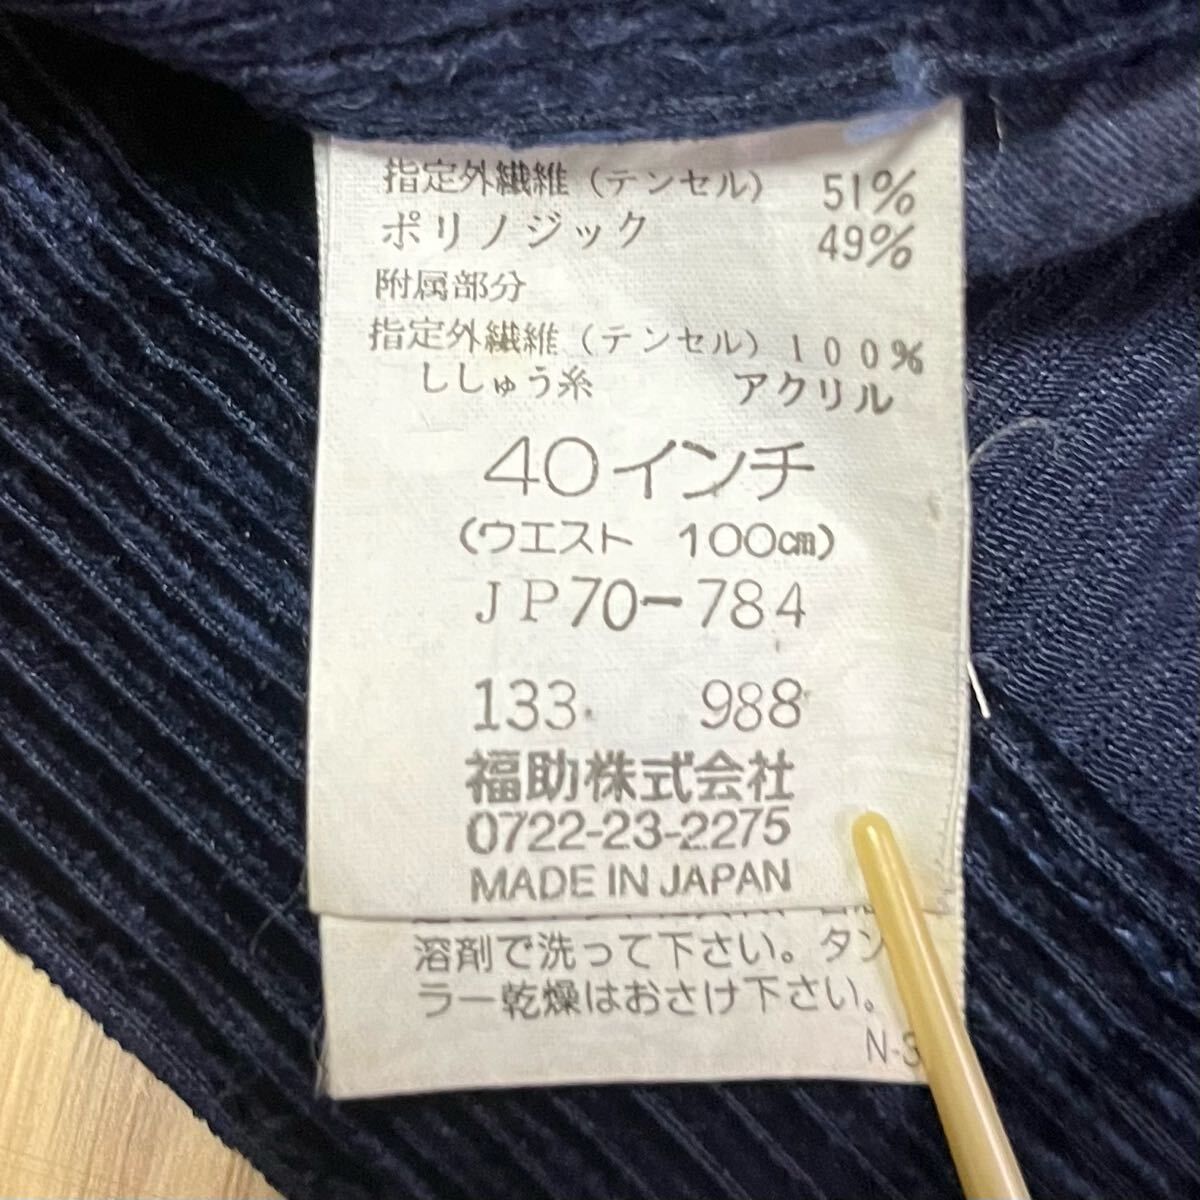 指定外繊維(テンセル) 51%
ポリノジック 49%
附属部分
指定外繊維(テンセル) 100%
ししゅう糸 アクリル
40インチ
(ウエスト 100㎝)
JP70-784
133 988
福助株式会社
0722-23-2275
MADE IN JAPAN
溶剤で洗って下さい。タン
ラー乾燥はおさけ下さい。
N-3